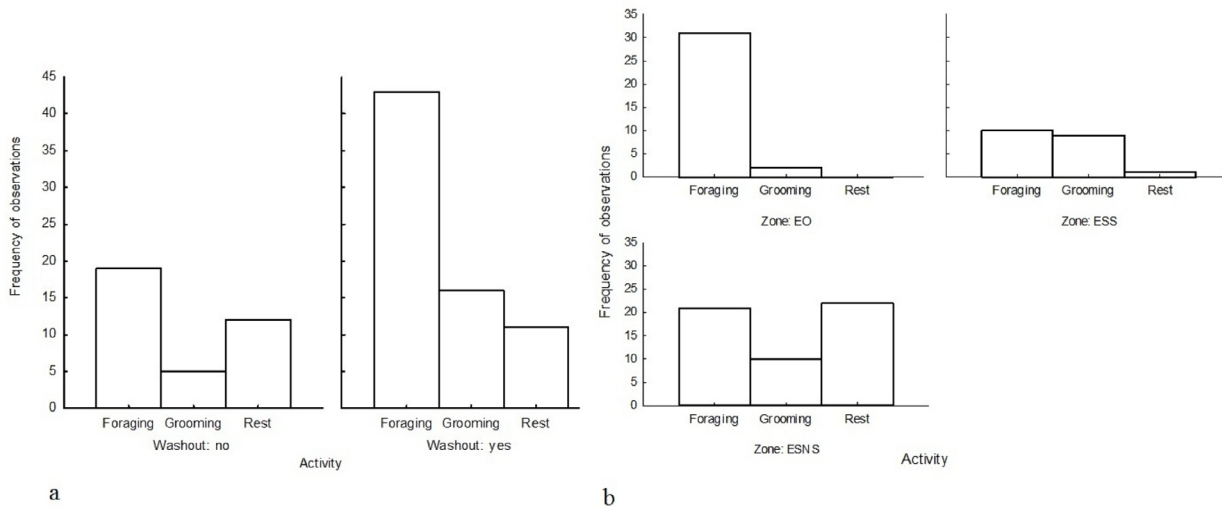 Frequency of observations
45
40
35
30
25
20
15
10
5
0
Foraging Grooming Rest
Washout: no
Foraging Grooming Rest
Washout: yes
Activity
a
Frequency of observations
35
30
25
20
15
10
5
0
Foraging Grooming Rest
Zone: EO
Foraging Grooming Rest
Zone: ESS
35
30
25
20
15
10
5
0
Foraging Grooming Rest
Zone: ESNS
Activity
b